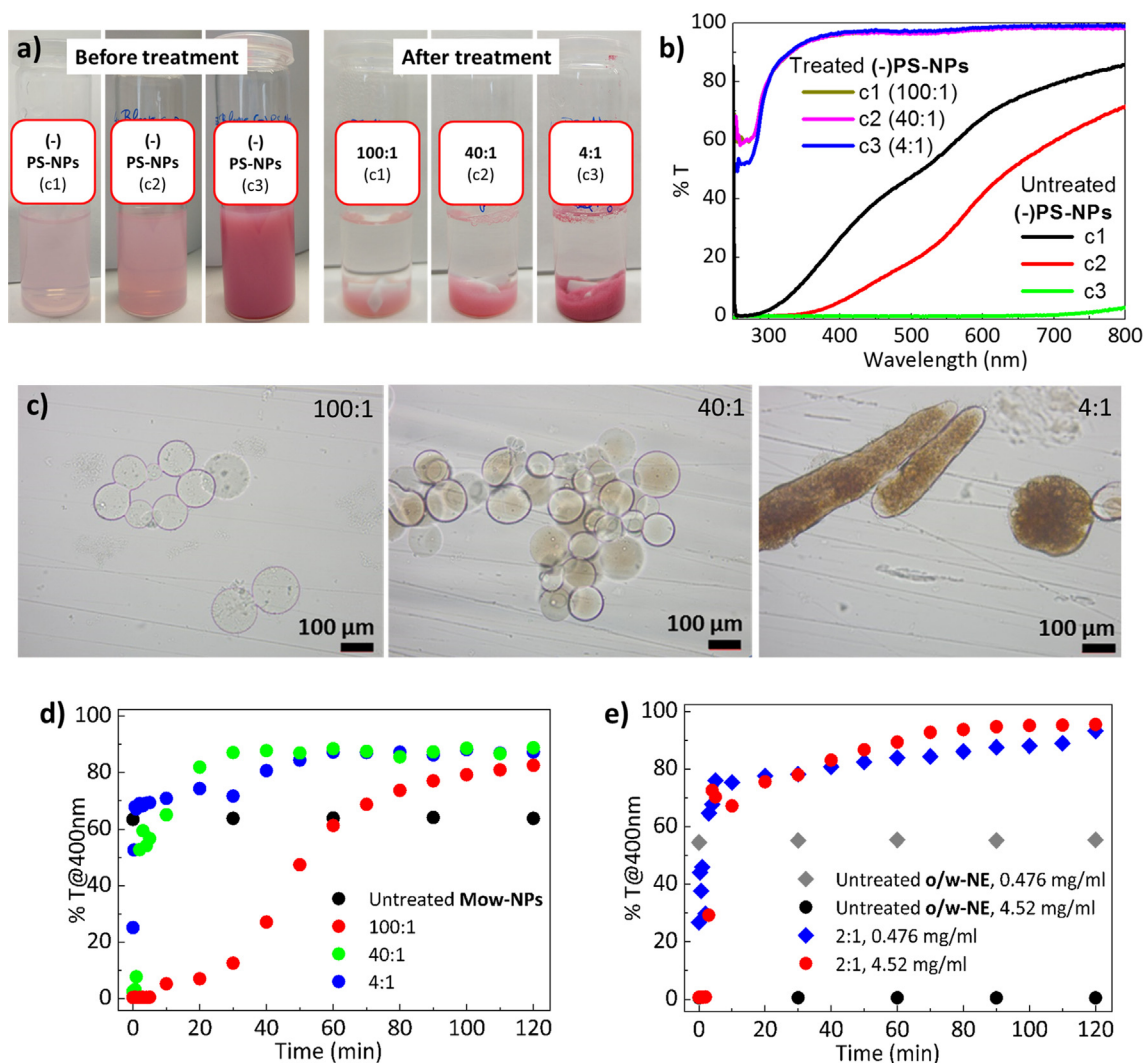 a)
Before treatment
After treatment
(-)
PS-NPs
(c1)
(-)
PS-NPs
(c2)
(-)
PS-NPs
(c3)
100:1
(c1)
40:1
(c2)
4:1
(c3)
b)
% T
100
80
60
40
20
0
Treated (-)PS-NPs
c1 (100:1)
c2 (40:1)
c3 (4:1)
Untreated
(-)PS-NPs
c1
c2
c3
300 400 500 600 700 800
Wavelength (nm)
c)
100:1
100 µm
40:1
100 µm
4:1
100 µm
d)
% T@400nm
100
80
60
40
20
0
Untreated Mow-NPs
100:1
40:1
4:1
0 20 40 60 80 100 120
Time (min)
e)
% T@400nm
100
80
60
40
20
0
Untreated o/w-NE, 0.476 mg/ml
Untreated o/w-NE, 4.52 mg/ml
2:1, 0.476 mg/ml
2:1, 4.52 mg/ml
0 20 40 60 80 100 120
Time (min)